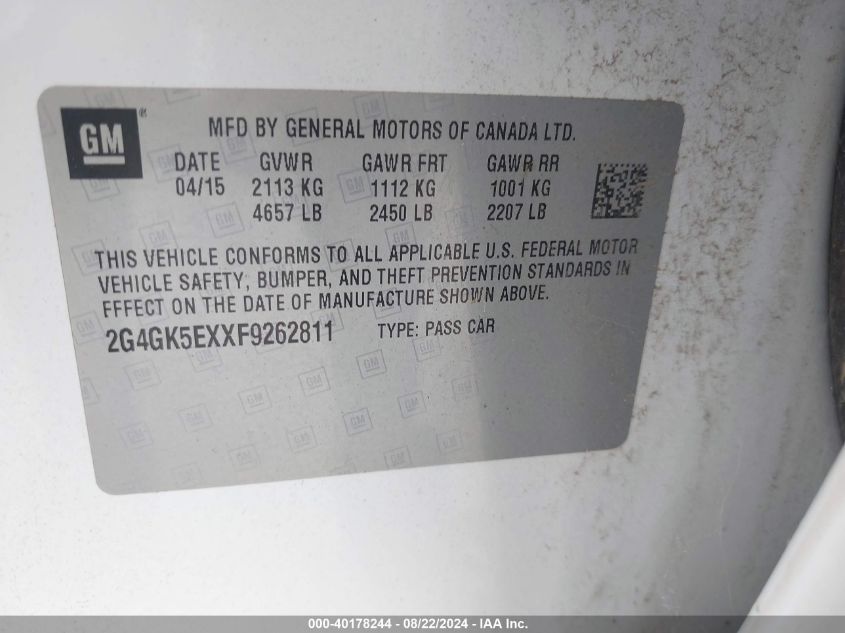 GM®
MFD BY GENERAL MOTORS OF CANADA LTD.
DATE GVWR GAWR FRT GAWR RR
04/15 2113 KG 1112 KG 1001 KG
4657 LB 2450 LB 2207 LB
THIS VEHICLE CONFORMS TO ALL APPLICABLE U.S. FEDERAL MOTOR
VEHICLE SAFETY, BUMPER, AND THEFT PREVENTION STANDARDS IN
EFFECT ON THE DATE OF MANUFACTURE SHOWN ABOVE.
2G4GK5EXXF9262811 TYPE: PASS CAR
000-40178244 - 08/22/2024 - IAA Inc.